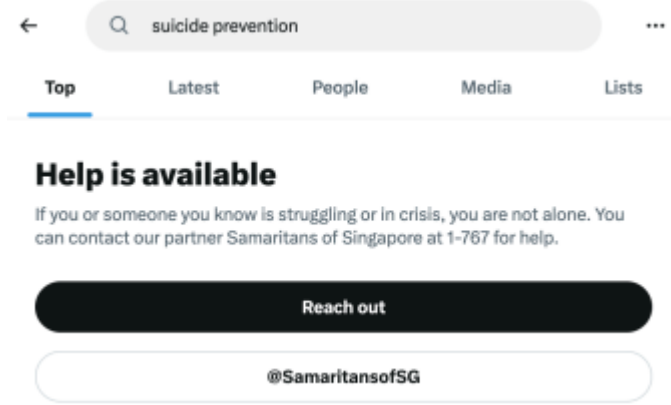 suicide prevention
Top Latest People Media Lists
Help is available
If you or someone you know is struggling or in crisis, you are not alone. You
can contact our partner Samaritans of Singapore at 1-767 for help.
Reach out
@SamaritansofSG